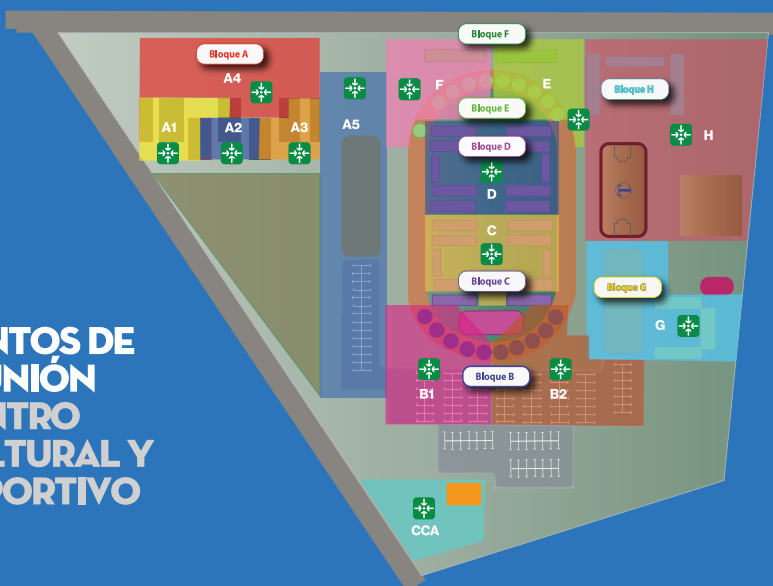 Bloque F
Bloque A
A4
F
E
Bloque H
Bloque E
A5
A1
A2
A3
H
Bloque D
D
C
Bloque C
Bloque G
G
NTOS DE
UNIÓN
NTRO
LTURAL Y
PORTIVO
Bloque B
B1
B2
CCA